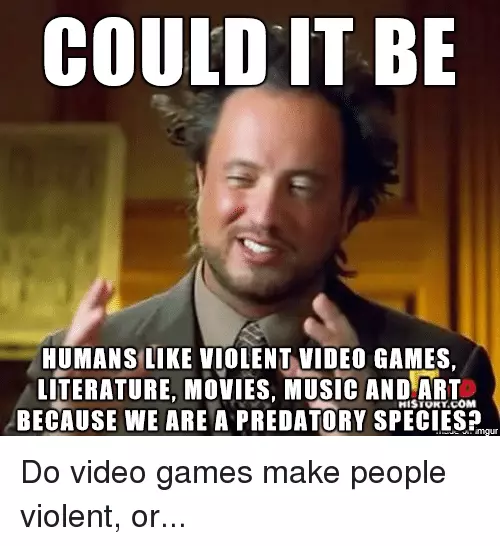 COULD IT BE
HUMANS LIKE VIOLENT VIDEO GAMES,
LITERATURE, MOVIES, MUSIC AND ART
HISTORY.COM
BECAUSE WE ARE A PREDATORY SPECIES?
imgur
Do video games make people
violent, or...